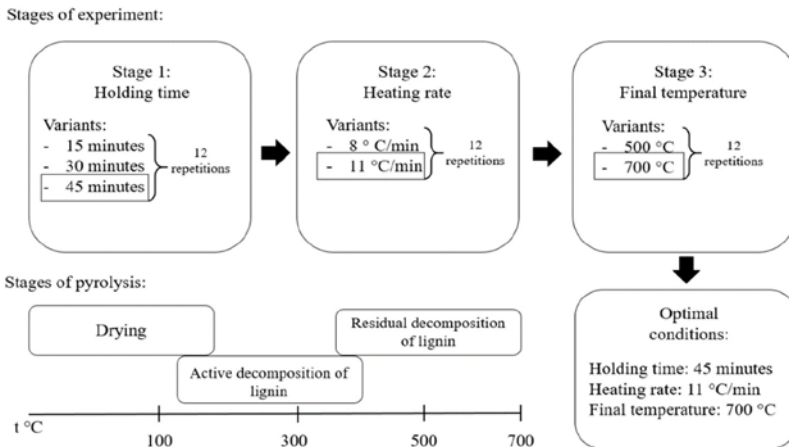 Stages of experiment:
Stage 1:
Holding time
Variants:
- 15 minutes
- 30 minutes
- 45 minutes
12
repetitions
Stage 2:
Heating rate
Variants:
- 8 ° C/min
- 11 °C/min
12
repetitions
Stage 3:
Final temperature
Variants:
- 500 °C
- 700 °C
12
repetitions
Stages of pyrolysis:
Drying
Active decomposition of
lignin
Residual decomposition
of lignin
t °C
100
300
500
700
Optimal
conditions:
Holding time: 45 minutes
Heating rate: 11 °C/min
Final temperature: 700 °C